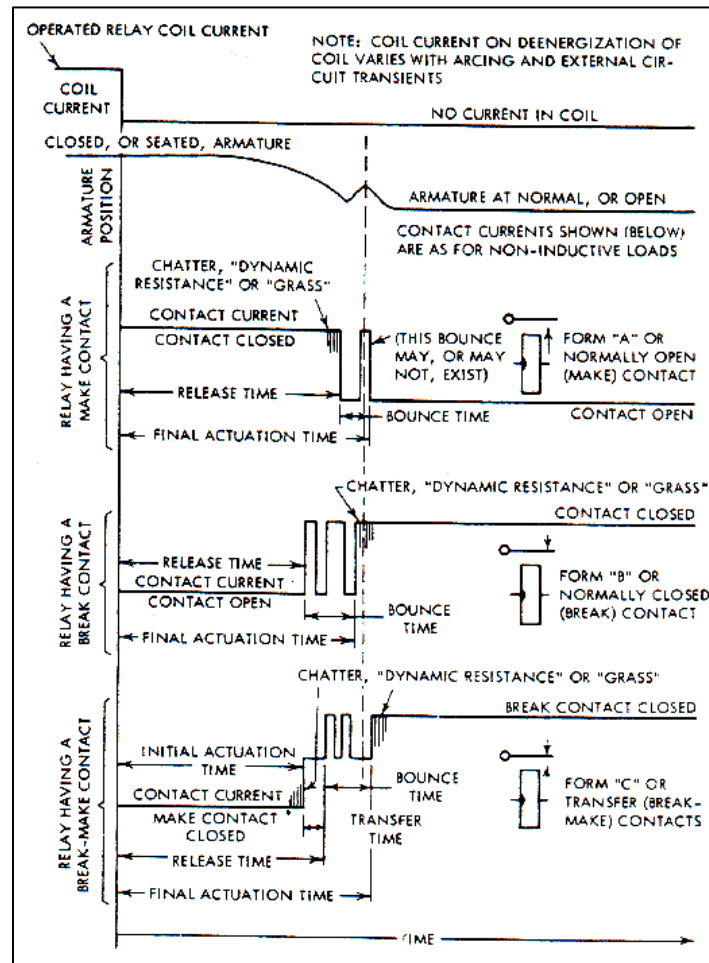 OPERATED RELAY COIL CURRENT
NOTE: COIL CURRENT ON DEENERGIZATION OF
COIL VARIES WITH ARCING AND EXTERNAL CIR-
CUIT TRANSIENTS
COIL
CURRENT
NO CURRENT IN COIL
CLOSED, OR SEATED, ARMATURE
ARMATURE
POSITION
ARMATURE AT NORMAL, OR OPEN
CONTACT CURRENTS SHOWN (BELOW)
ARE AS FOR NON-INDUCTIVE LOADS
RELAY HAVING A
MAKE CONTACT
CHATTER, "DYNAMIC
RESISTANCE" OR "GRASS"
CONTACT CURRENT
CONTACT CLOSED
(THIS BOUNCE
MAY, OR MAY
NOT, EXIST)
FORM "A" OR
NORMALLY OPEN
(MAKE) CONTACT
RELEASE TIME
CONTACT OPEN
BOUNCE TIME
FINAL ACTUATION TIME
RELAY HAVING A
BREAK CONTACT
CHATTER, "DYNAMIC RESISTANCE" OR "GRASS"
CONTACT CLOSED
RELEASE TIME
CONTACT CURRENT
CONTACT OPEN
BOUNCE
TIME
FORM "B" OR
NORMALLY CLOSED
(BREAK) CONTACT
FINAL ACTUATION TIME
RELAY HAVING A
BREAK-MAKE CONTACT
CHATTER, "DYNAMIC RESISTANCE" OR "GRASS"
BREAK CONTACT CLOSED
INITIAL ACTUATION
TIME
CONTACT CURRENT
MAKE CONTACT
CLOSED
BOUNCE
TIME
TRANSFER
TIME
FORM "C" OR
TRANSFER (BREAK-
MAKE) CONTACTS
RELEASE TIME
FINAL ACTUATION TIME
TIME